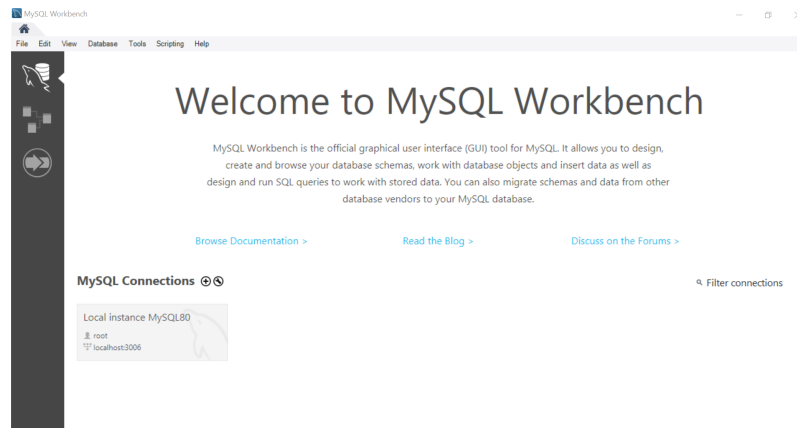 MySQL Workbench
File Edit View Database Tools Scripting Help
Welcome to MySQL Workbench
MySQL Workbench is the official graphical user interface (GUI) tool for MySQL. It allows you to design,
create and browse your database schemas, work with database objects and insert data as well as
design and run SQL queries to work with stored data. You can also migrate schemas and data from other
database vendors to your MySQL database.
Browse Documentation > Read the Blog > Discuss on the Forums >
MySQL Connections Filter connections
Local instance MySQL80
root
localhost:3006